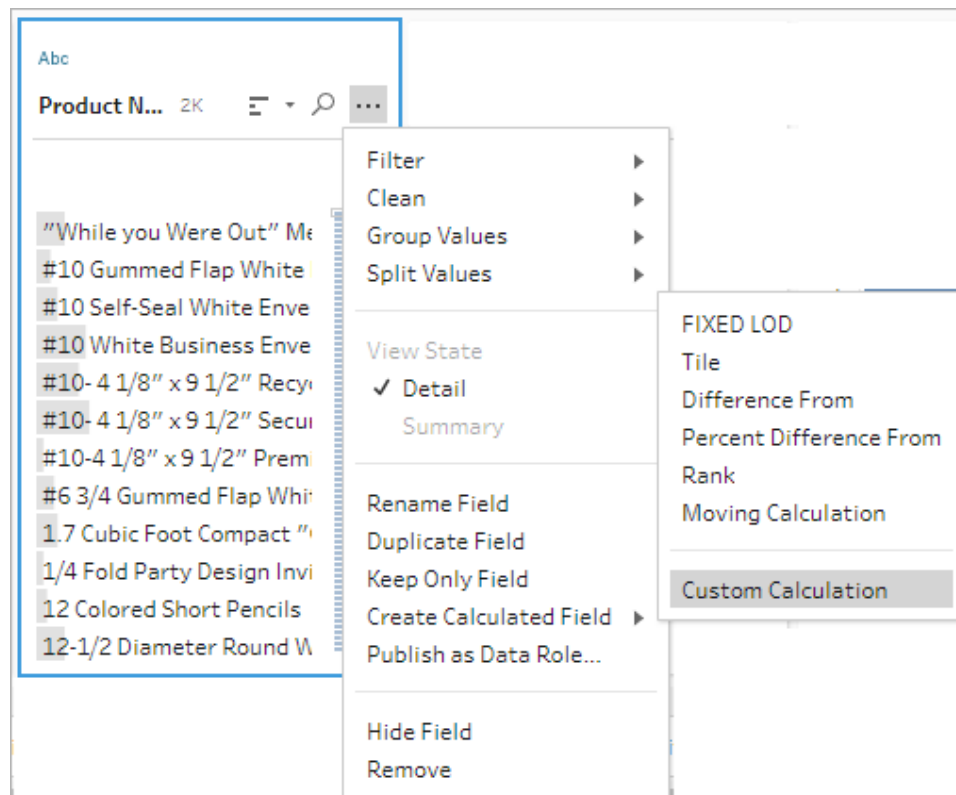 Abc
Product N... 2K
"While you Were Out" Me
#10 Gummed Flap White
#10 Self-Seal White Enve
#10 White Business Enve
#10- 4 1/8" x 9 1/2" Recy
#10- 4 1/8" x 9 1/2" Secur
#10-4 1/8" x 9 1/2" Premi
#6 3/4 Gummed Flap Whit
1.7 Cubic Foot Compact "
1/4 Fold Party Design Invi
12 Colored Short Pencils
12-1/2 Diameter Round W
Filter
Clean
Group Values
Split Values
View State
Detail
Summary
Rename Field
Duplicate Field
Keep Only Field
Create Calculated Field
Publish as Data Role...
Hide Field
Remove
FIXED LOD
Tile
Difference From
Percent Difference From
Rank
Moving Calculation
Custom Calculation